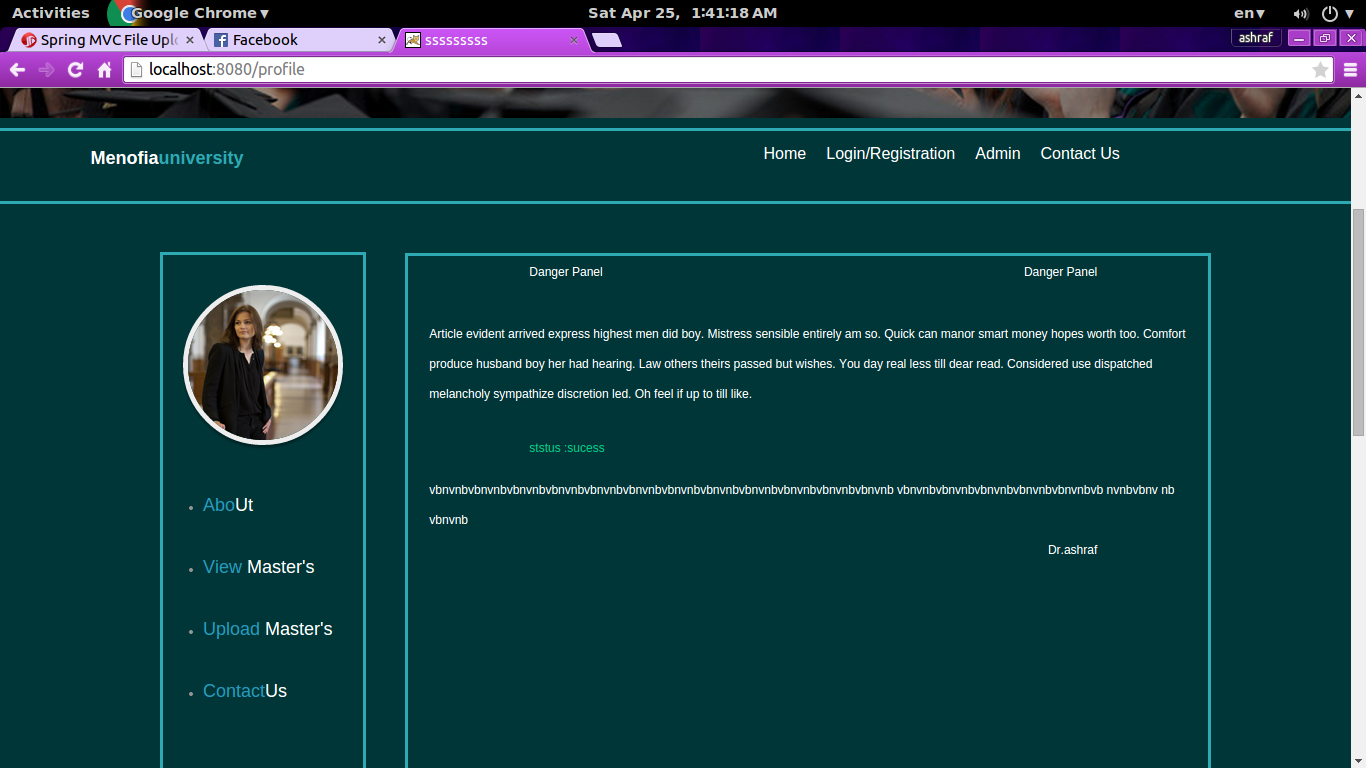 Activities Google Chrome Sat Apr 25, 1:41:18 AM en
Spring MVC File Uplo Facebook sssssssss ashraf
localhost:8080/profile
Menofiauniversity Home Login/Registration Admin Contact Us
Danger Panel Danger Panel
Article evident arrived express highest men did boy. Mistress sensible entirely am so. Quick can manor smart money hopes worth too. Comfort
produce husband boy her had hearing. Law others theirs passed but wishes. You day real less till dear read. Considered use dispatched
melancholy sympathize discretion led. Oh feel if up to till like.
ststus :sucess
vbnvnbvbnvnbvbnvnbvbnvnbvbnvnbvbnvnbvbnvnbvbnvnbvbnvnbvbnvnbvbnvbnvbnvnb vbnvnbvbnvnbvbnvnbvbnvnbvbnvnbvb nvnbvbnv nb
vbnvnb
Dr.ashraf
AboUt
View Master's
Upload Master's
ContactUs